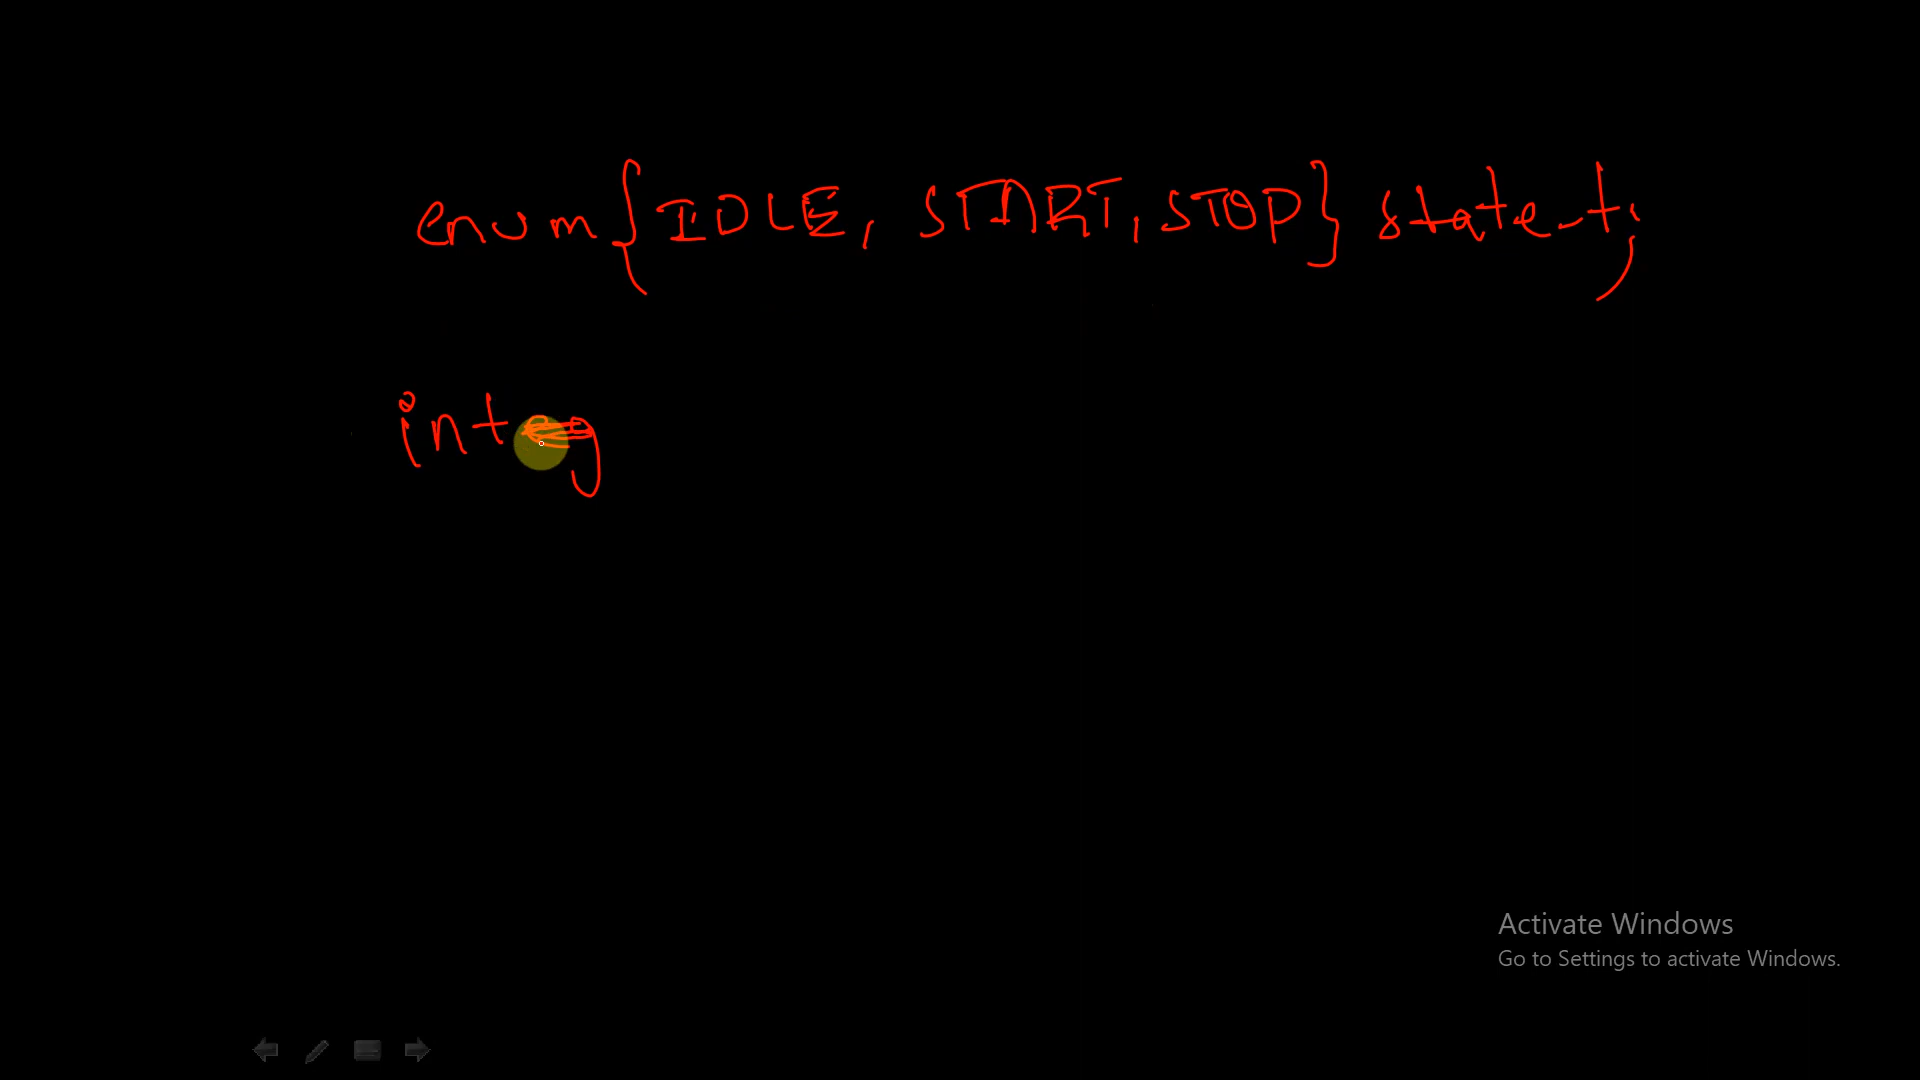 enum{IDLE, START, STOP} state_t;
int
Activate Windows
Go to Settings to activate Windows.